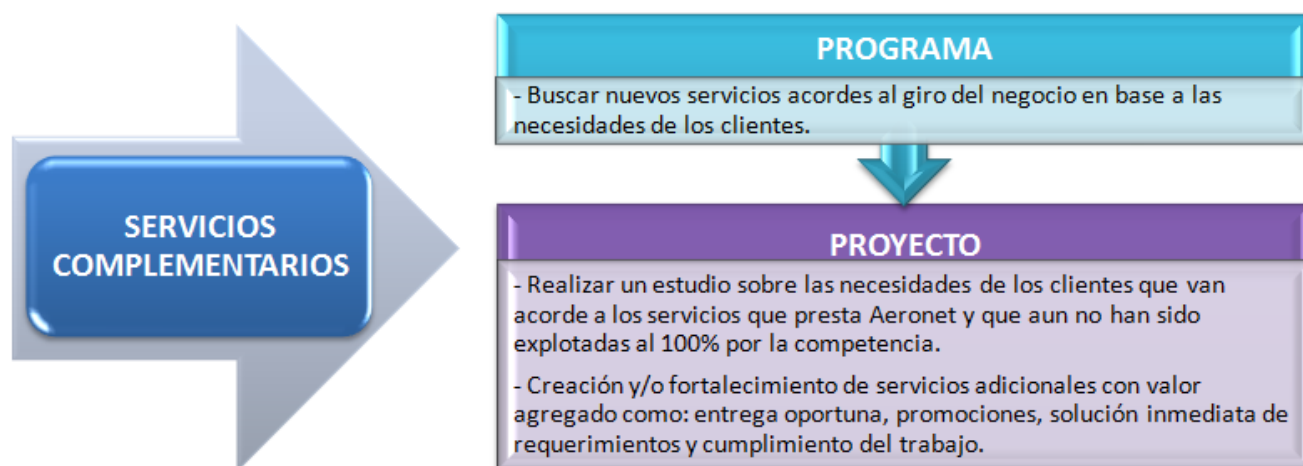 SERVICIOS
COMPLEMENTARIOS
PROGRAMA
- Buscar nuevos servicios acordes al giro del negocio en base a las
necesidades de los clientes.
PROYECTO
- Realizar un estudio sobre las necesidades de los clientes que van
acorde a los servicios que presta Aeronet y que aun no han sido
explotadas al 100% por la competencia.
- Creación y/o fortalecimiento de servicios adicionales con valor
agregado como: entrega oportuna, promociones, solución inmediata de
requerimientos y cumplimiento del trabajo.